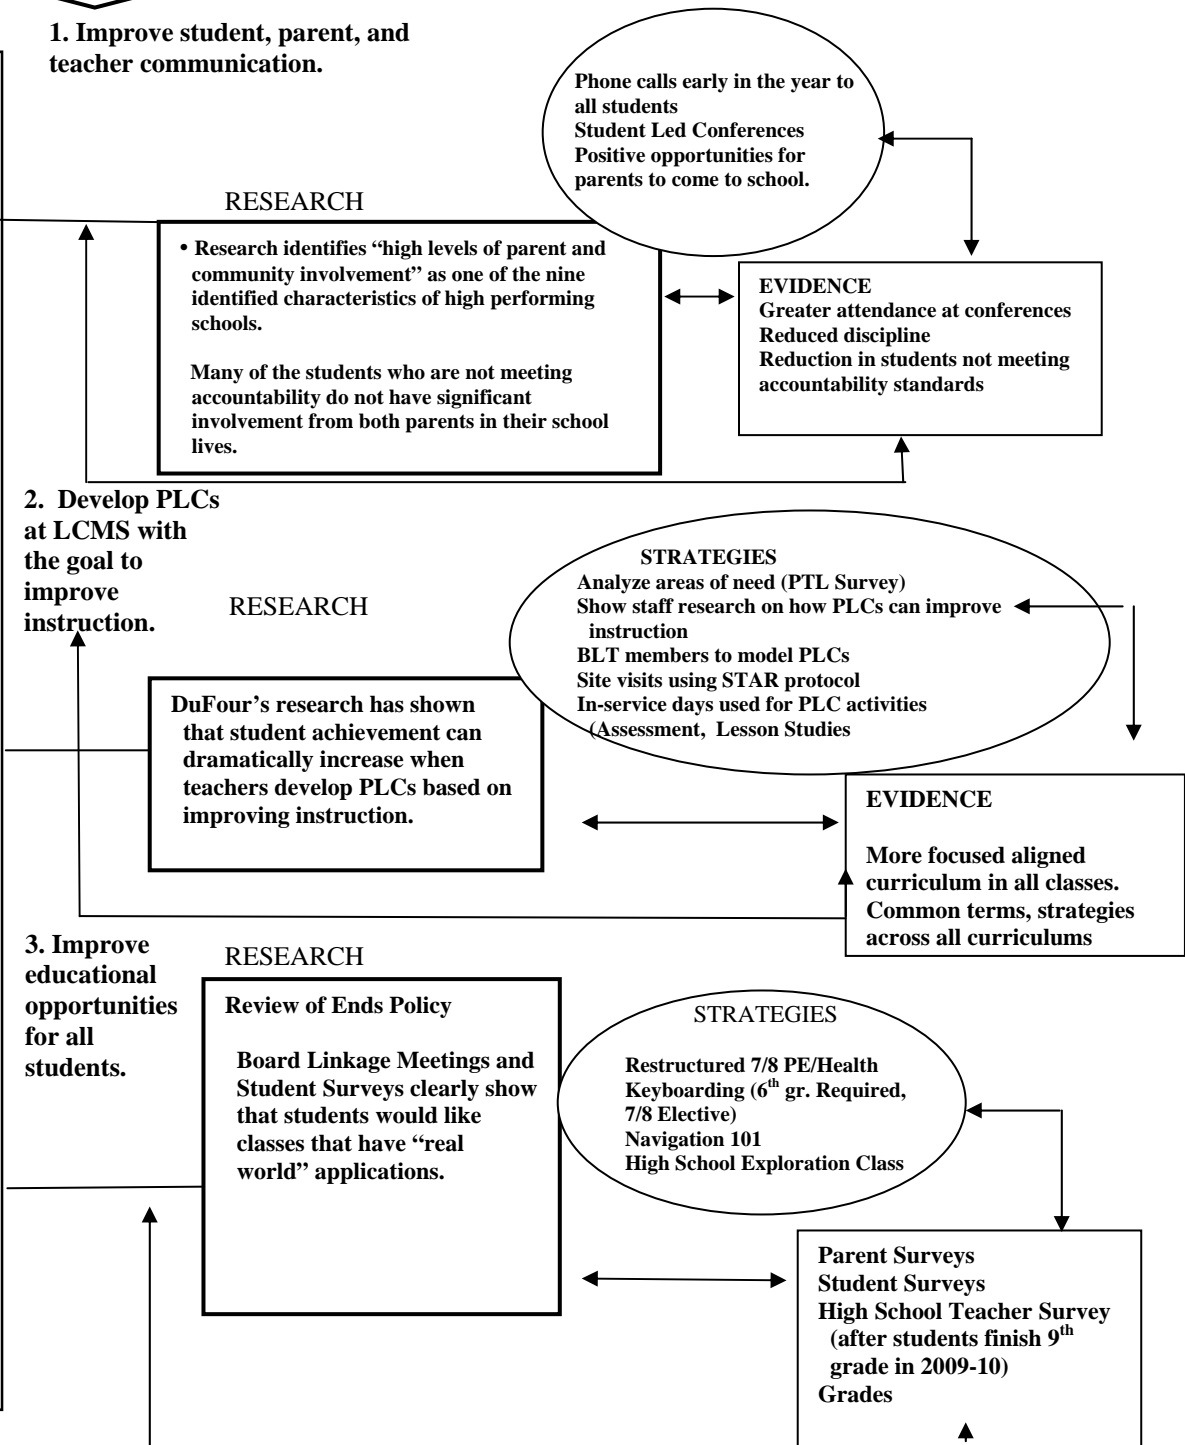 1. Improve student, parent, and
teacher communication.
Phone calls early in the year to
all students
Student Led Conferences
Positive opportunities for
parents to come to school.
RESEARCH
• Research identifies “high levels of parent and
community involvement” as one of the nine
identified characteristics of high performing
schools.
Many of the students who are not meeting
accountability do not have significant
involvement from both parents in their school
lives.
EVIDENCE
Greater attendance at conferences
Reduced discipline
Reduction in students not meeting
accountability standards
2. Develop PLCs
at LCMS with
the goal to
improve
instruction.
RESEARCH
STRATEGIES
Analyze areas of need (PTL Survey)
Show staff research on how PLCs can improve
instruction
BLT members to model PLCs
Site visits using STAR protocol
In-service days used for PLC activities
(Assessment, Lesson Studies
DuFour’s research has shown
that student achievement can
dramatically increase when
teachers develop PLCs based on
improving instruction.
EVIDENCE
More focused aligned
curriculum in all classes.
Common terms, strategies
across all curriculums
3. Improve
educational
opportunities
for all
students.
RESEARCH
Review of Ends Policy
Board Linkage Meetings and
Student Surveys clearly show
that students would like
classes that have “real
world” applications.
STRATEGIES
Restructured 7/8 PE/Health
Keyboarding (6th gr. Required,
7/8 Elective)
Navigation 101
High School Exploration Class
Parent Surveys
Student Surveys
High School Teacher Survey
(after students finish 9th
grade in 2009-10)
Grades